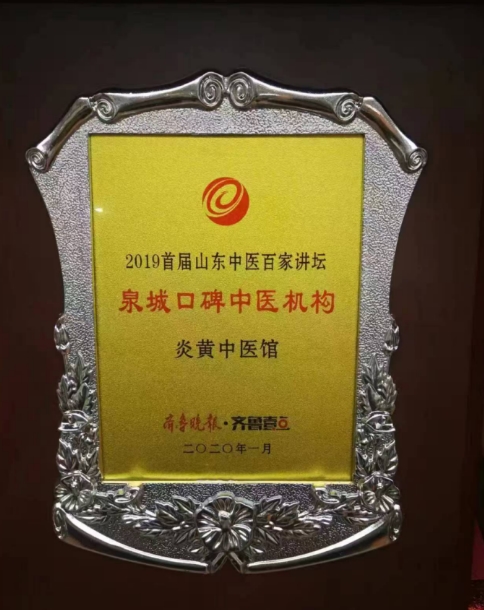 2019首届山东中医百家讲坛
泉城口碑中医机构
炎黄中医馆
齐鲁晚报·齐鲁壹点
二〇二〇年一月